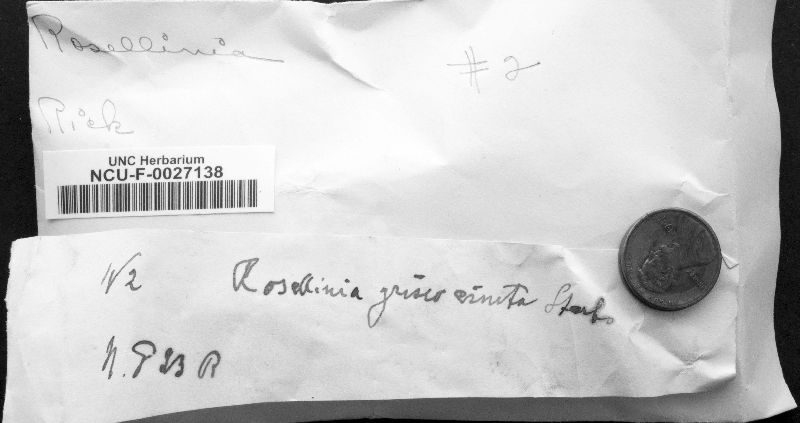 Rosellinia
#2
Rick
UNC Herbarium
NCU-F-0027138
N2 Rosellinia griseo cincta Starb